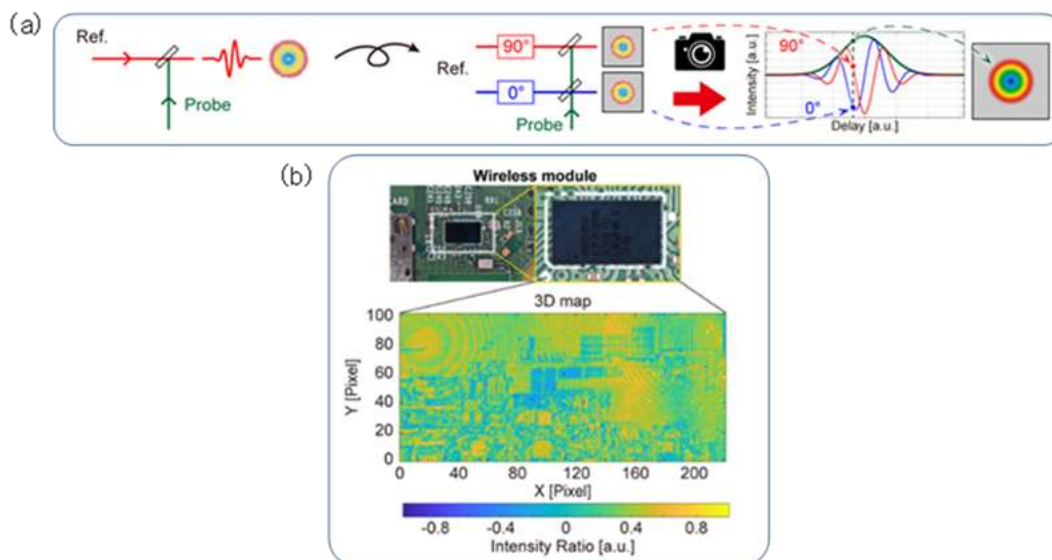 (a)
Ref.
Probe
Ref.
90°
0°
Probe
Intensity [a.u.]
90°
0°
Delay [a.u.]
(b)
Wireless module
3D map
Y [Pixel]
100
80
60
40
20
0
0 40 80 120 160 200
X [Pixel]
-0.8 -0.4 0 0.4 0.8
Intensity Ratio [a.u.]